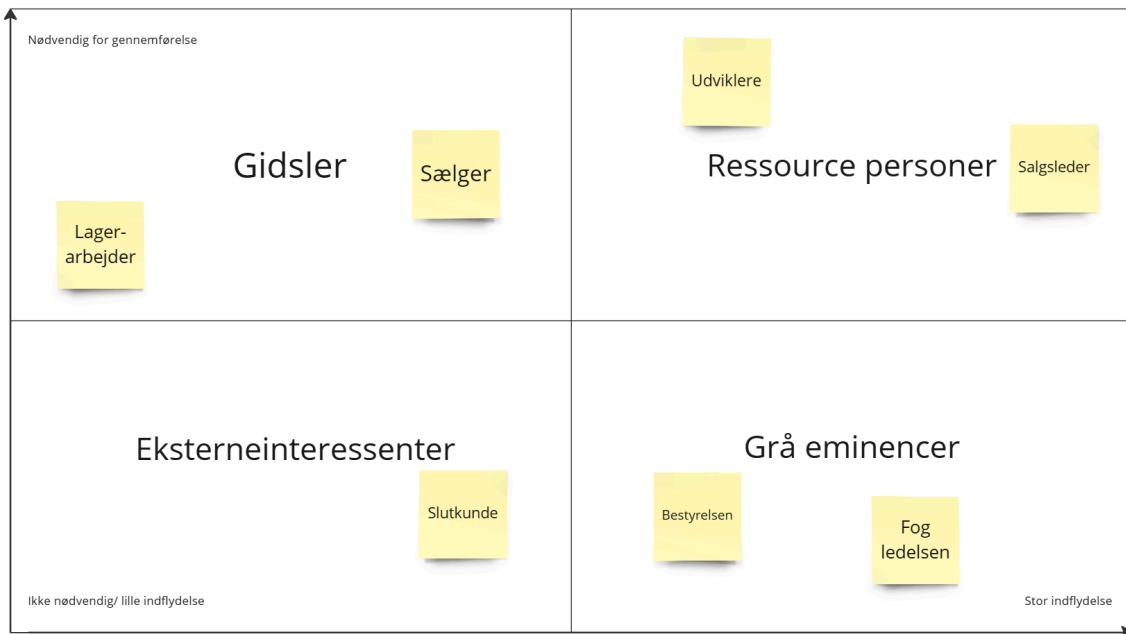 Nødvendig for gennemførelse
Udviklere
Gidsler
Sælger
Ressource personer
Salgsleder
Lager-
arbejder
Eksterneinteressenter
Grå eminencer
Slutkunde
Bestyrelsen
Fog
ledelsen
Ikke nødvendig/ lille indflydelse
Stor indflydelse